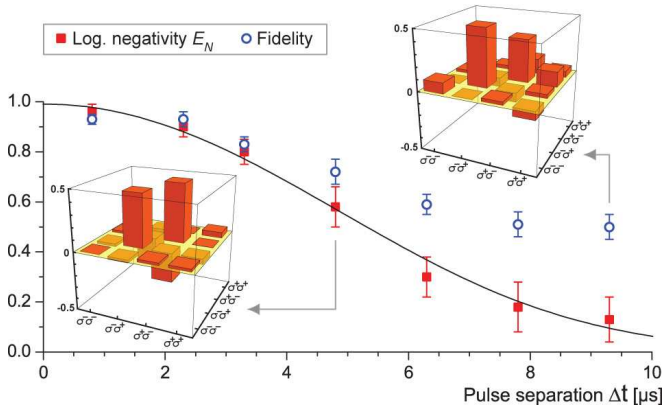 Log. negativity E_N
Fidelity
1.0
0.8
0.6
0.4
0.2
0.0
0
2
4
6
8
10
Pulse separation Δt [µs]
0.5
0
-0.5
σ⁻σ⁻
σ⁻σ⁺
σ⁺σ⁻
σ⁺σ⁺
σ⁻σ⁻
σ⁻σ⁺
σ⁺σ⁻
σ⁺σ⁺
0.5
0
-0.5
σ⁻σ⁻
σ⁻σ⁺
σ⁺σ⁻
σ⁺σ⁺
σ⁻σ⁻
σ⁻σ⁺
σ⁺σ⁻
σ⁺σ⁺